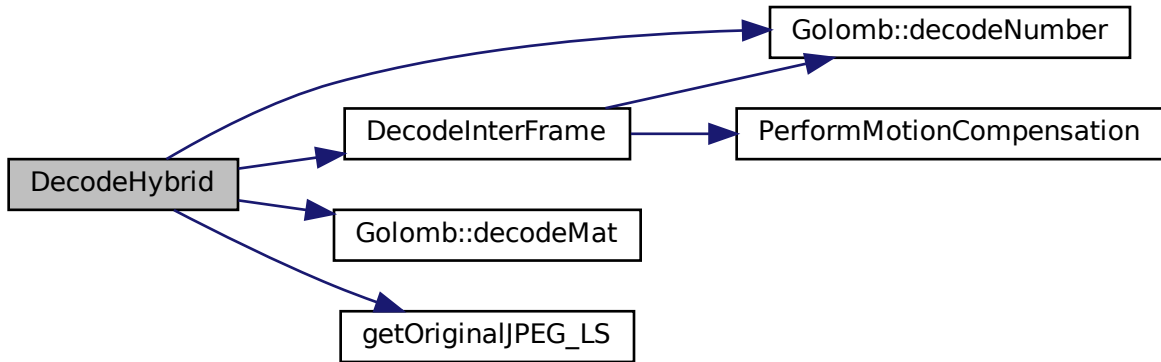 Golomb::decodeNumber
DecodeInterFrame
PerformMotionCompensation
DecodeHybrid
Golomb::decodeMat
getOriginalJPEG_LS